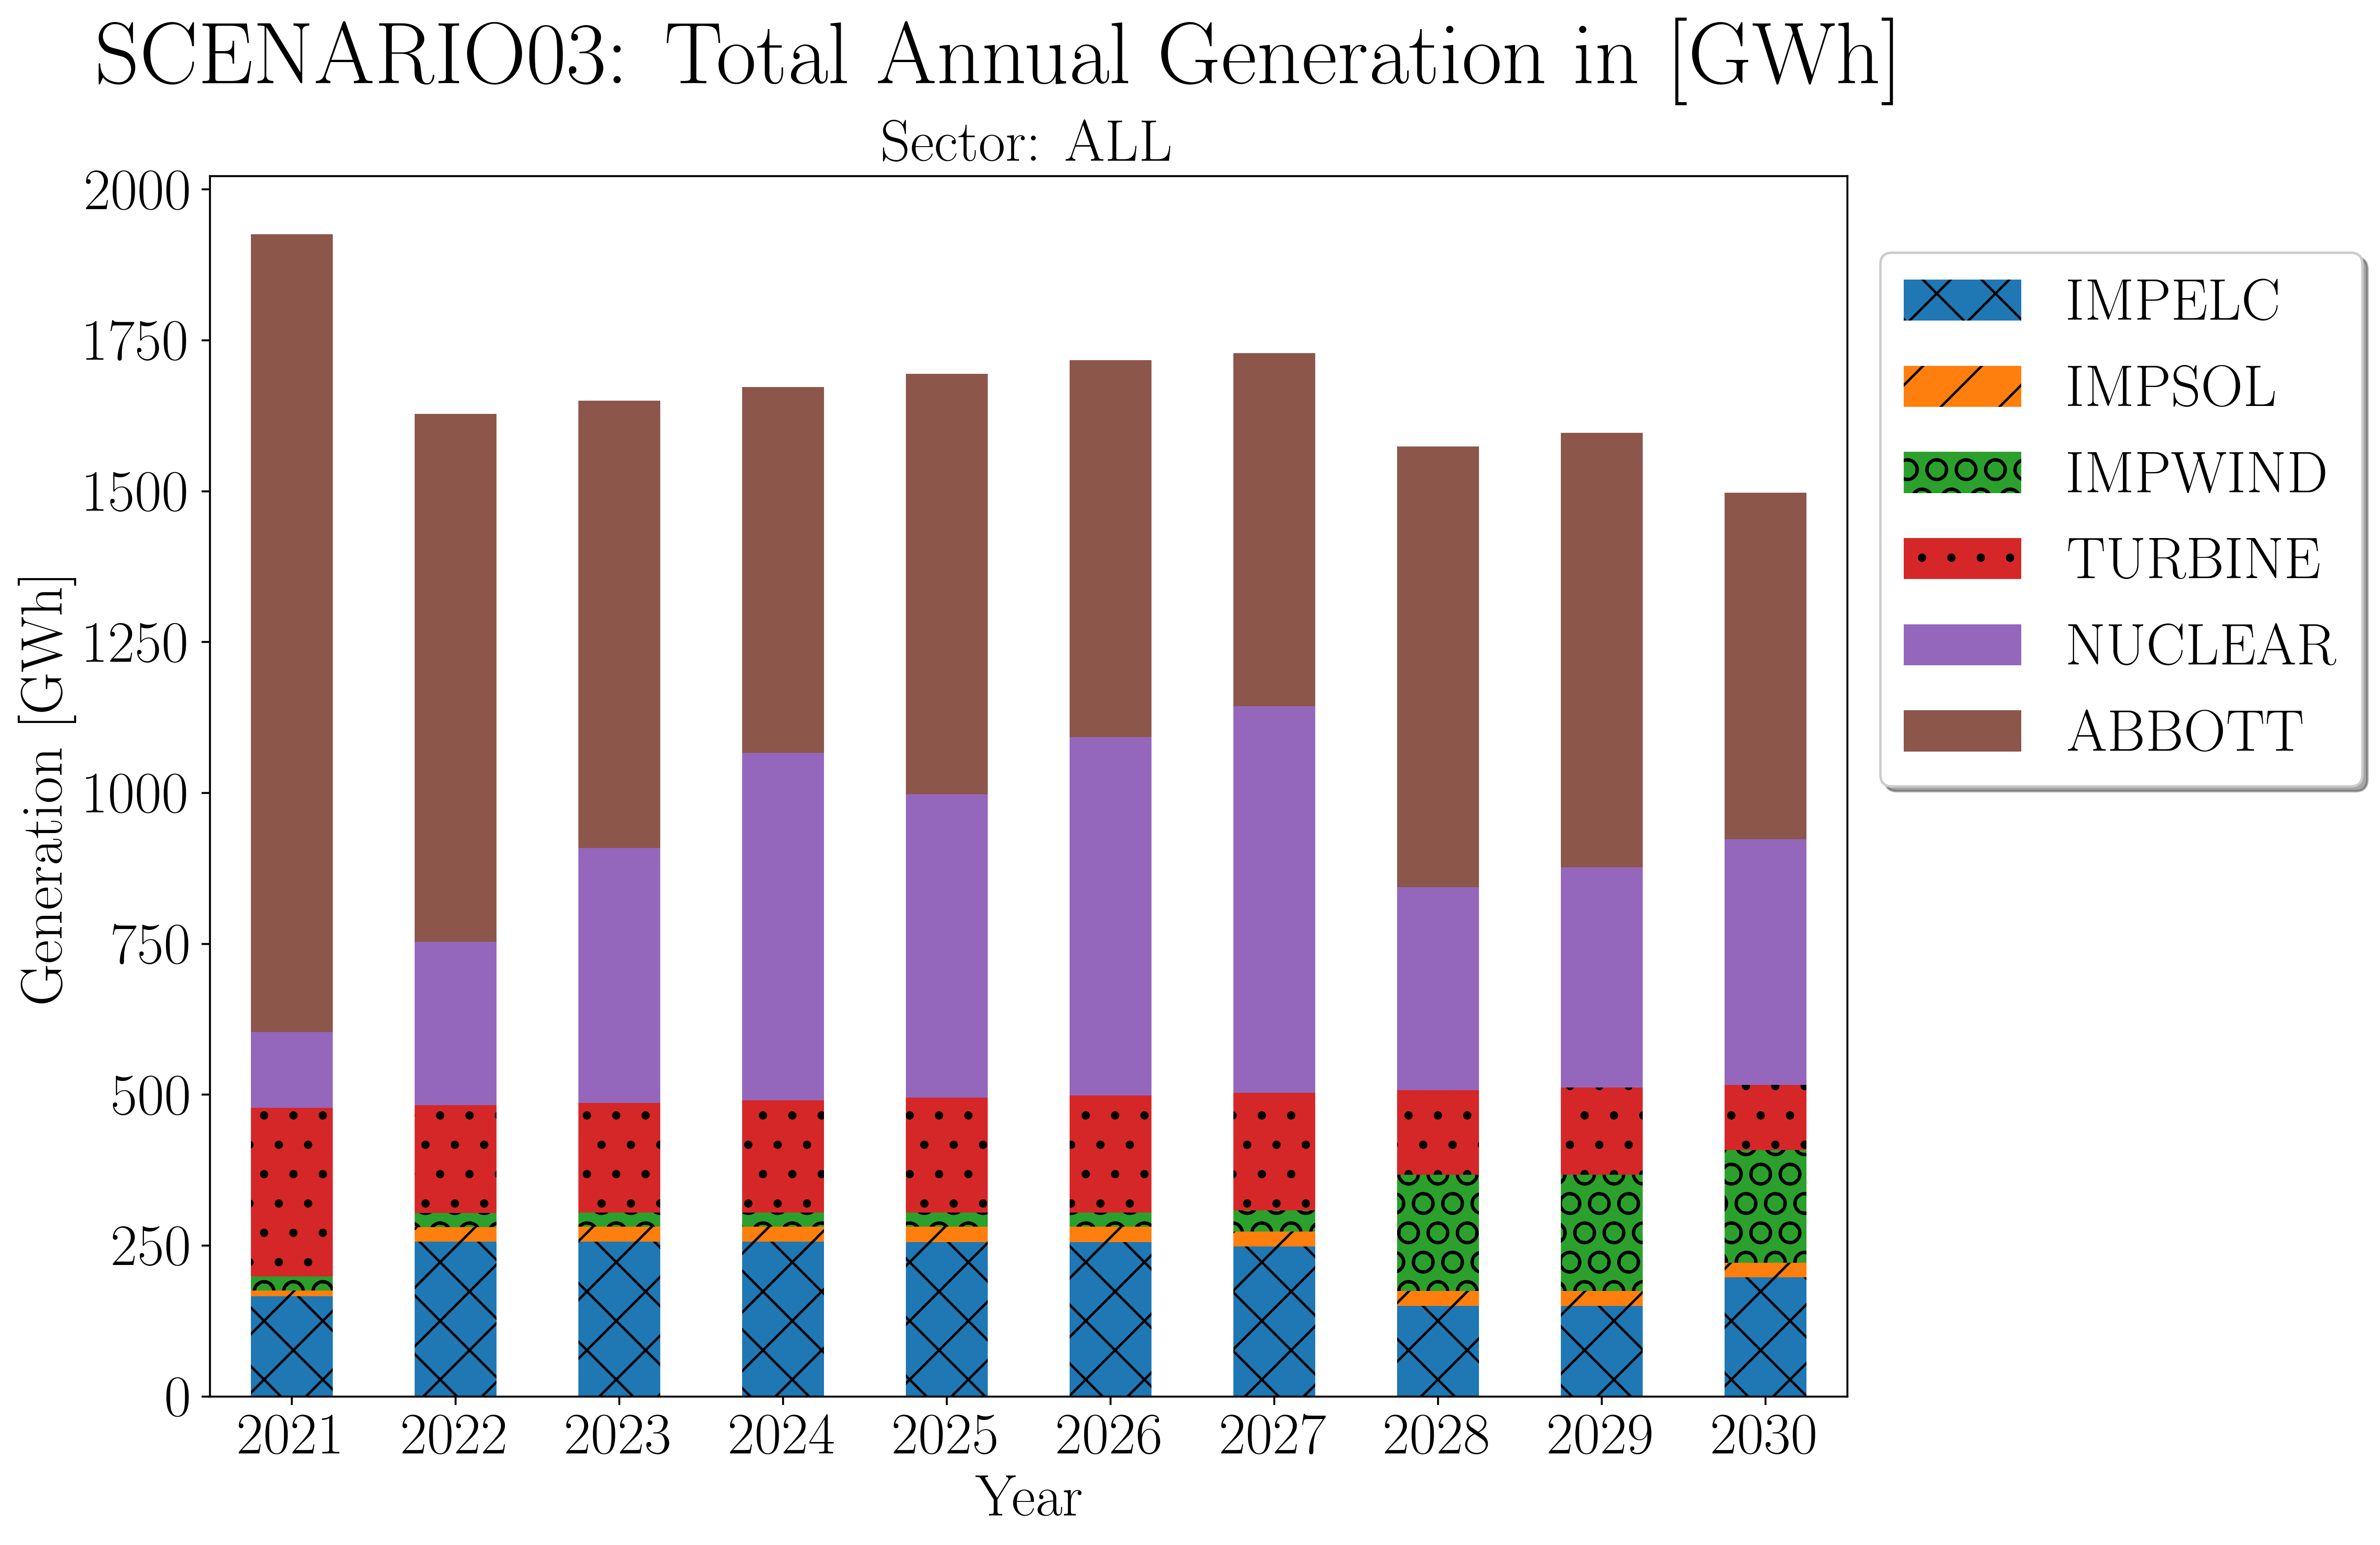 SCENARIO03: Total Annual Generation in [GWh]
Sector: ALL
Generation [GWh]
2000
1750
1500
1250
1000
750
500
250
0
2021 2022 2023 2024 2025 2026 2027 2028 2029 2030
Year
IMPELC
IMPSOL
IMPWIND
TURBINE
NUCLEAR
ABBOTT